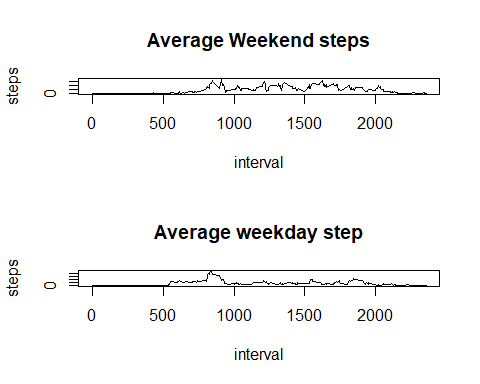 Average Weekend steps
steps
0
0 500 1000 1500 2000
interval
Average weekday step
steps
0
0 500 1000 1500 2000
interval